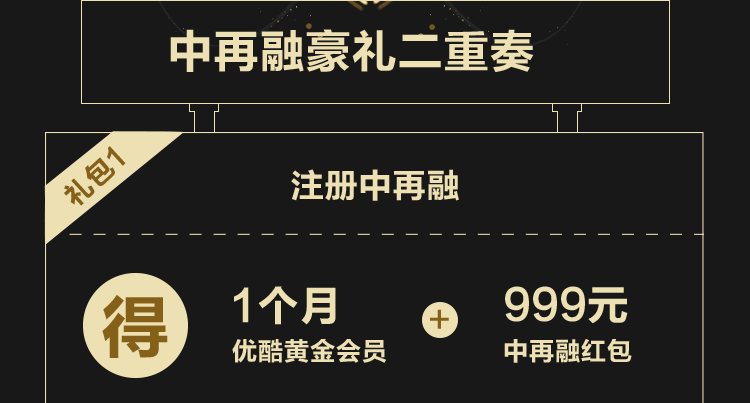 中再融豪礼二重奏
礼包1
注册中再融
得
1个月
优酷黄金会员
+
999元
中再融红包